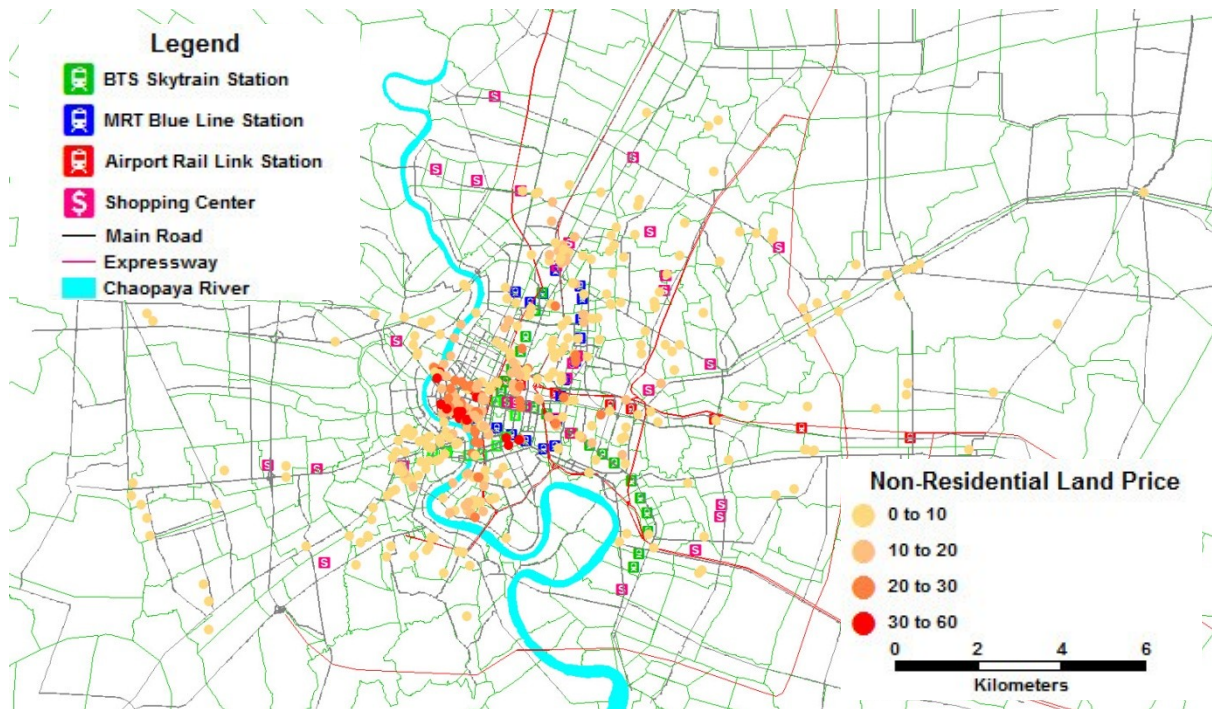 Legend
BTS Skytrain Station
MRT Blue Line Station
Airport Rail Link Station
$ Shopping Center
Main Road
Expressway
Chaopaya River
Non-Residential Land Price
0 to 10
10 to 20
20 to 30
30 to 60
0 2 4 6
Kilometers